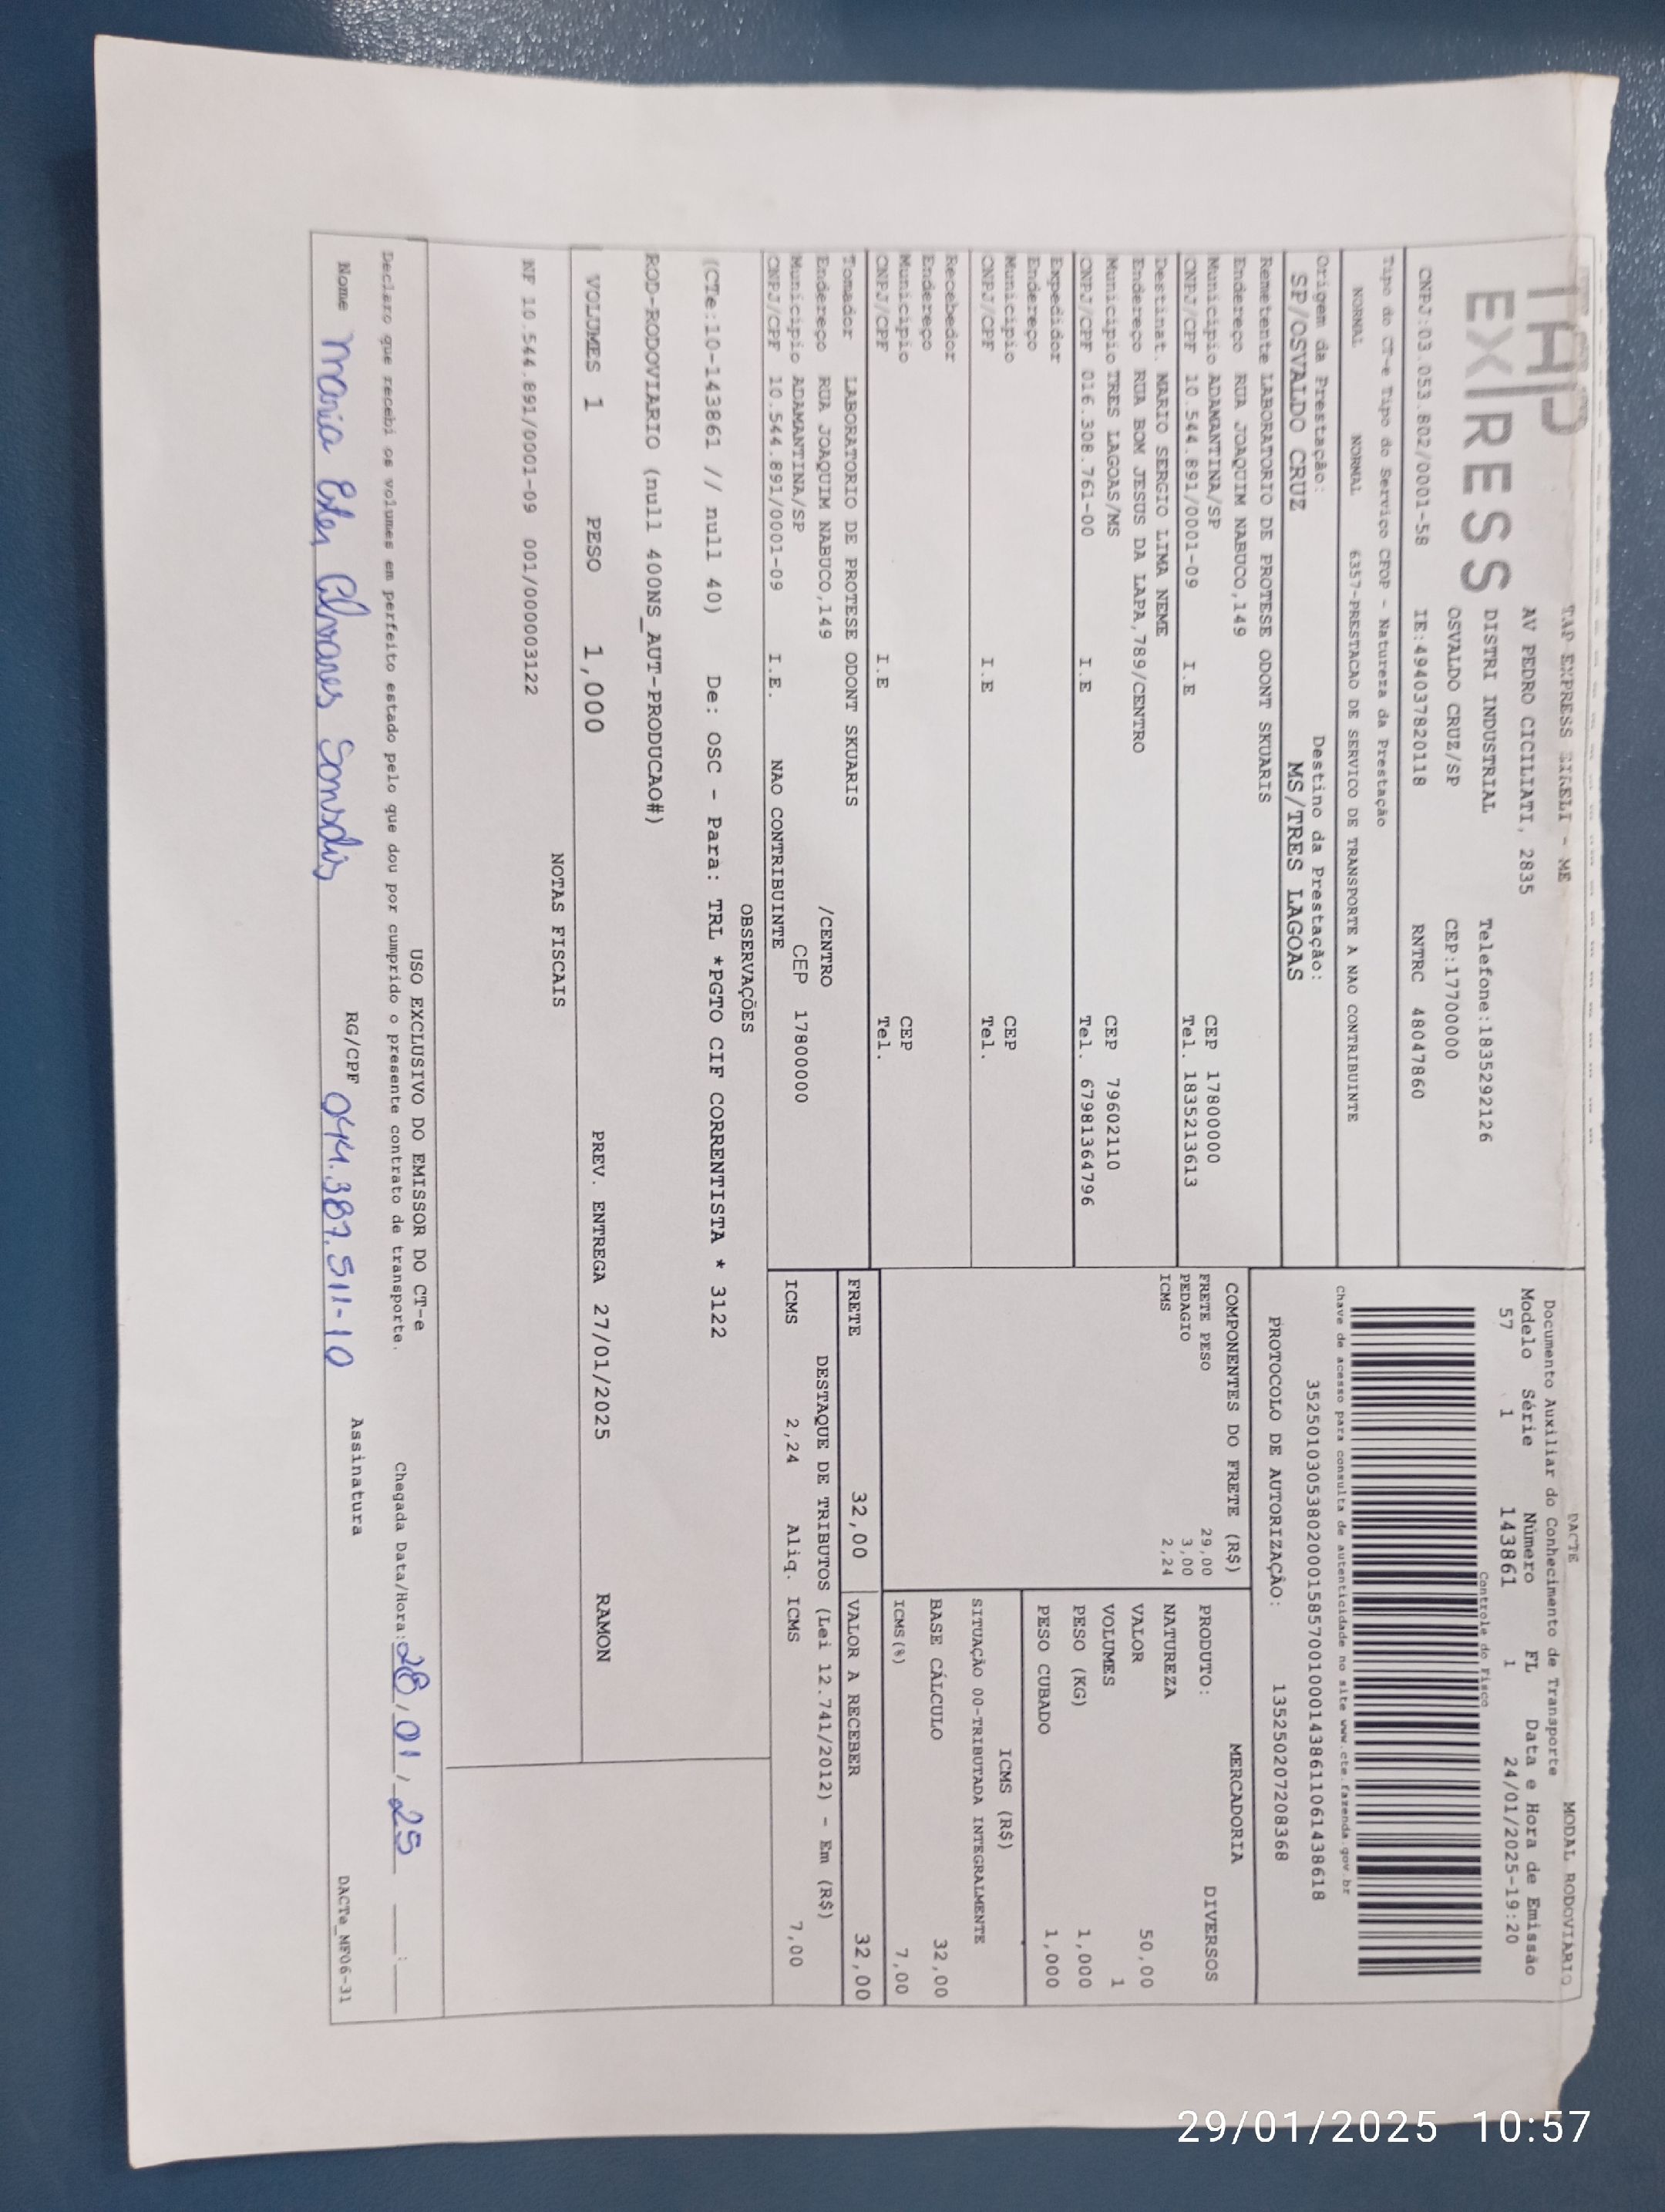 TAP EXPRESS EIRELI - ME
AV PEDRO CICILIATI, 2835
DISTRI INDUSTRIAL Telefone:1835292126
OSVALDO CRUZ/SP CEP:17700000
CNPJ:03.053.802/0001-58 IE:494037820118 RNTRC 48047860
EXPRESS
DACTE MODAL RODOVIÁRIO
Documento Auxiliar do Conhecimento de Transporte
Modelo Série Número FL Data e Hora de Emissão
57 1 143861 1 24/01/2025-19:20
Controle do Fisco
Tipo do CT-e Tipo do Serviço CFOP - Natureza da Prestação
NORMAL NORMAL 6357-PRESTACAO DE SERVICO DE TRANSPORTE A NAO CONTRIBUINTE
Chave de acesso para consulta de autenticidade no site www.cte.fazenda.gov.br
35250103053802000158570010001438611061438618
Origem da Prestação: Destino da Prestação:
SP/OSVALDO CRUZ MS/TRES LAGOAS
PROTOCOLO DE AUTORIZAÇÃO: 135250207208368
Remetente LABORATORIO DE PROTESE ODONT SKUARIS
Endereço RUA JOAQUIM NABUCO,149
Município ADAMANTINA/SP CEP 17800000
CNPJ/CPF 10.544.891/0001-09 I.E Tel. 1835213613
Destinat. MARIO SERGIO LIMA NEME
Endereço RUA BOM JESUS DA LAPA,789/CENTRO
Município TRES LAGOAS/MS CEP 79602110
CNPJ/CPF 016.308.761-00 I.E Tel. 67981364796
Expedidor
Endereço
Município CEP
CNPJ/CPF I.E Tel.
Recebedor
Endereço
Município CEP
CNPJ/CPF I.E Tel.
Tomador LABORATORIO DE PROTESE ODONT SKUARIS
Endereço RUA JOAQUIM NABUCO,149 /CENTRO
Município ADAMANTINA/SP CEP 17800000
CNPJ/CPF 10.544.891/0001-09 I.E. NAO CONTRIBUINTE
COMPONENTES DO FRETE (R$)
FRETE PESO 29,00
PEDAGIO 3,00
ICMS 2,24
MERCADORIA
PRODUTO: DIVERSOS
NATUREZA
VALOR 50,00
VOLUMES 1
PESO (KG) 1,000
PESO CUBADO 1,000
ICMS (R$)
SITUAÇÃO 00-TRIBUTADA INTEGRALMENTE
BASE CÁLCULO 32,00
ICMS(%) 7,00
FRETE 32,00 VALOR A RECEBER 32,00
DESTAQUE DE TRIBUTOS (Lei 12.741/2012) - Em (R$)
ICMS 2,24 Aliq. ICMS 7,00
OBSERVAÇÕES
(CTe:10-143861 // null 40) De: OSC - Para: TRL *PGTO CIF CORRENTISTA * 3122
ROD-RODOVIARIO (null 400NS_AUT-PRODUCAO#)
VOLUMES 1 PESO 1,000 PREV. ENTREGA 27/01/2025 RAMON
NOTAS FISCAIS
NF 10.544.891/0001-09 001/000003122
USO EXCLUSIVO DO EMISSOR DO CT-e
Declaro que recebi os volumes em perfeito estado pelo que dou por cumprido o presente contrato de transporte. Chegada Data/Hora:28/01/25 ___:___
Nome Maria Ester Alvares RG/CPF 044.387.511-10 Assinatura
DACTe_MF06-31
29/01/2025 10:57